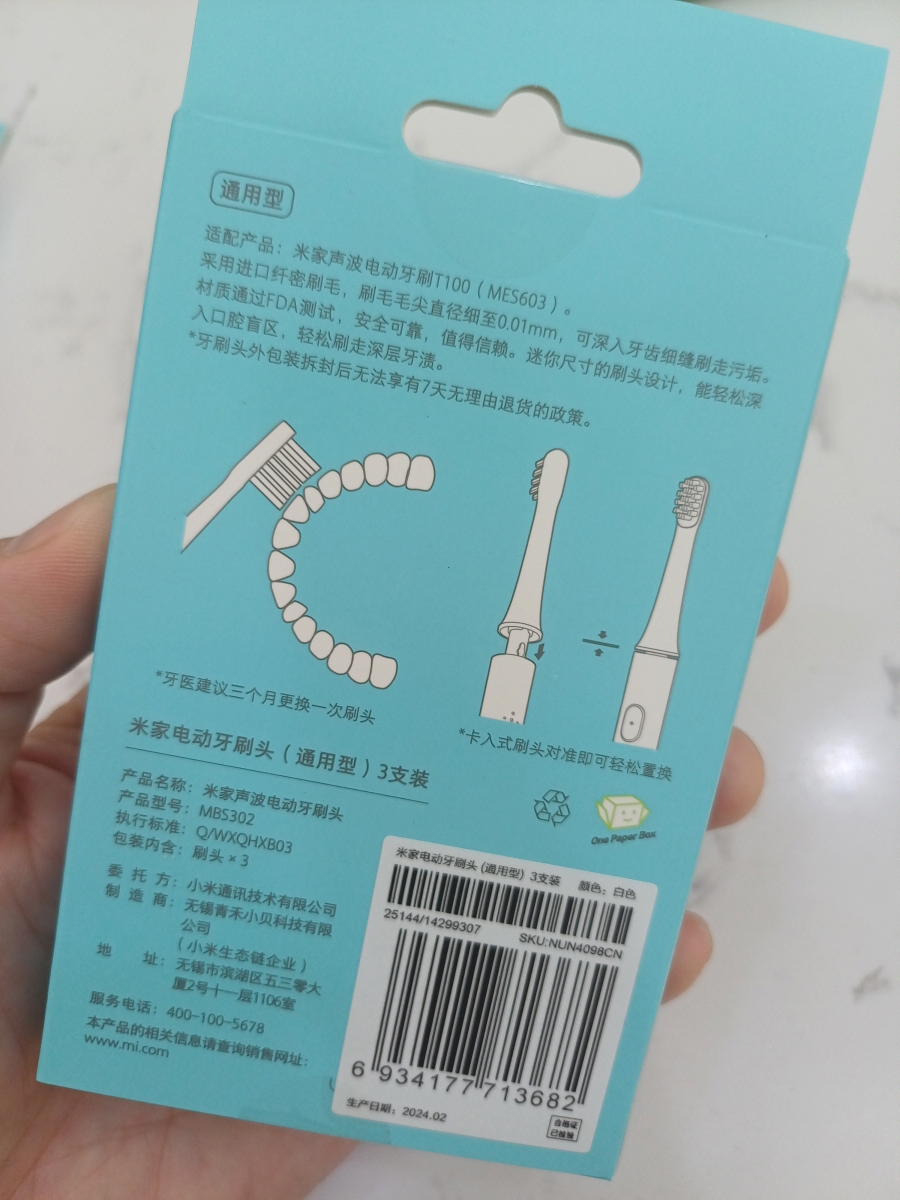 通用型
适配产品：米家声波电动牙刷T100（MES603）。
采用进口纤密刷毛，刷毛毛尖直径细至0.01mm，可深入牙齿细缝刷走污垢。
材质通过FDA测试，安全可靠，值得信赖。迷你尺寸的刷头设计，能轻松深
入口腔盲区，轻松刷走深层牙渍。
*牙刷头外包装拆封后无法享有7天无理由退货的政策。
*牙医建议三个月更换一次刷头
*卡入式刷头对准即可轻松置换
米家电动牙刷头（通用型）3支装
产品名称：米家声波电动牙刷头
产品型号：MBS302
执行标准：Q/WXQHXB03
包装内含：刷头×3
委托方：小米通讯技术有限公司
制造商：无锡青禾小贝科技有限
公司
（小米生态链企业）
地址：无锡市滨湖区五三零大
厦2号十一层1106室
服务电话：400-100-5678
本产品的相关信息请查询销售网址：
www.mi.com
One Paper Box
米家电动牙刷头 (通用型) 3支装 颜色：白色
25144/14299307 SKU:NUN4098CN
6 934177 713682
生产日期：2024.02
合格证
已检验